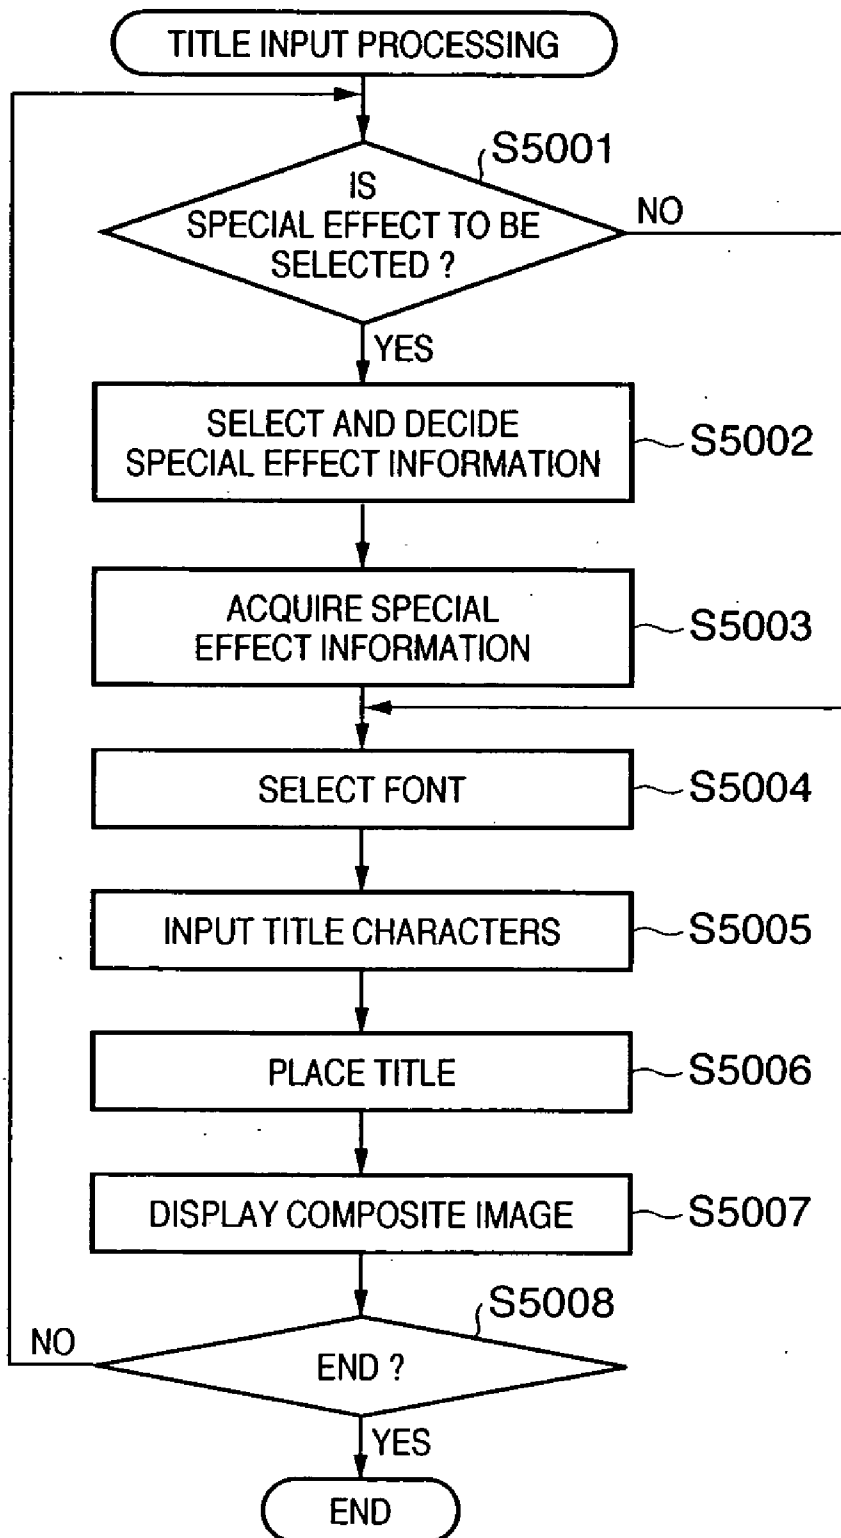 TITLE INPUT PROCESSING
S5001
IS
SPECIAL EFFECT TO BE
SELECTED ?
NO
YES
SELECT AND DECIDE
SPECIAL EFFECT INFORMATION
S5002
ACQUIRE SPECIAL
EFFECT INFORMATION
S5003
SELECT FONT
S5004
INPUT TITLE CHARACTERS
S5005
PLACE TITLE
S5006
DISPLAY COMPOSITE IMAGE
S5007
S5008
NO
END ?
YES
END